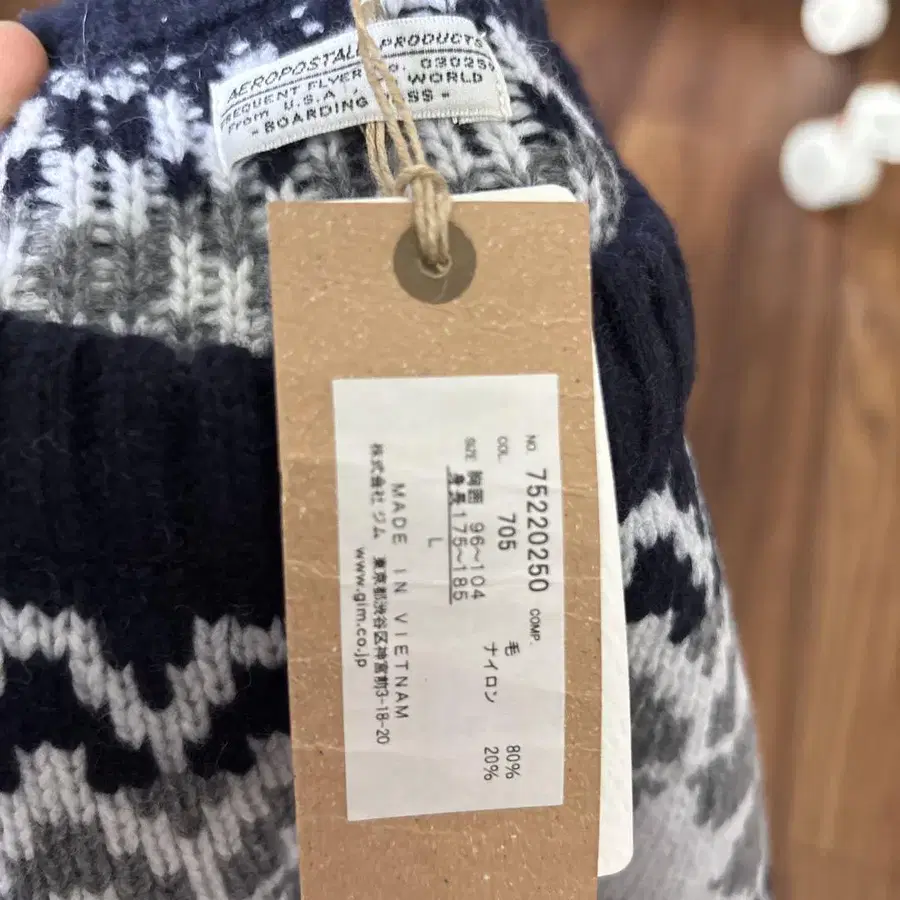 AEROPOSTALE PRODUCTS
FREQUENT FLYER No. 030250
From U.S.A., WORLD
-BOARDING PASS-
NO. 75220250
COL. 705
SIZE 胸囲 96~104
身長 175~185
L
COMP. 毛 80%
ナイロン 20%
MADE IN VIETNAM
株式会社 ジム 東京都渋谷区神宮前3-18-20
www.gim.co.jp